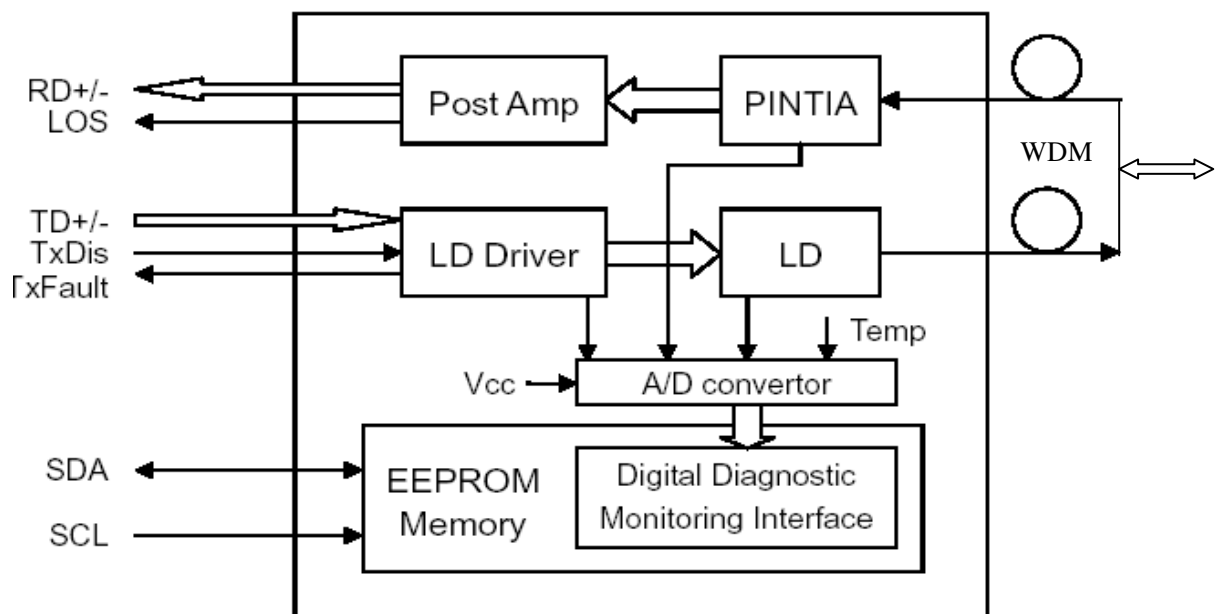 RD+/-
LOS
Post Amp
PINTIA
WDM
TD+/-
TxDis
TxFault
LD Driver
LD
Temp
Vcc
A/D convertor
SDA
SCL
EEPROM
Memory
Digital Diagnostic
Monitoring Interface